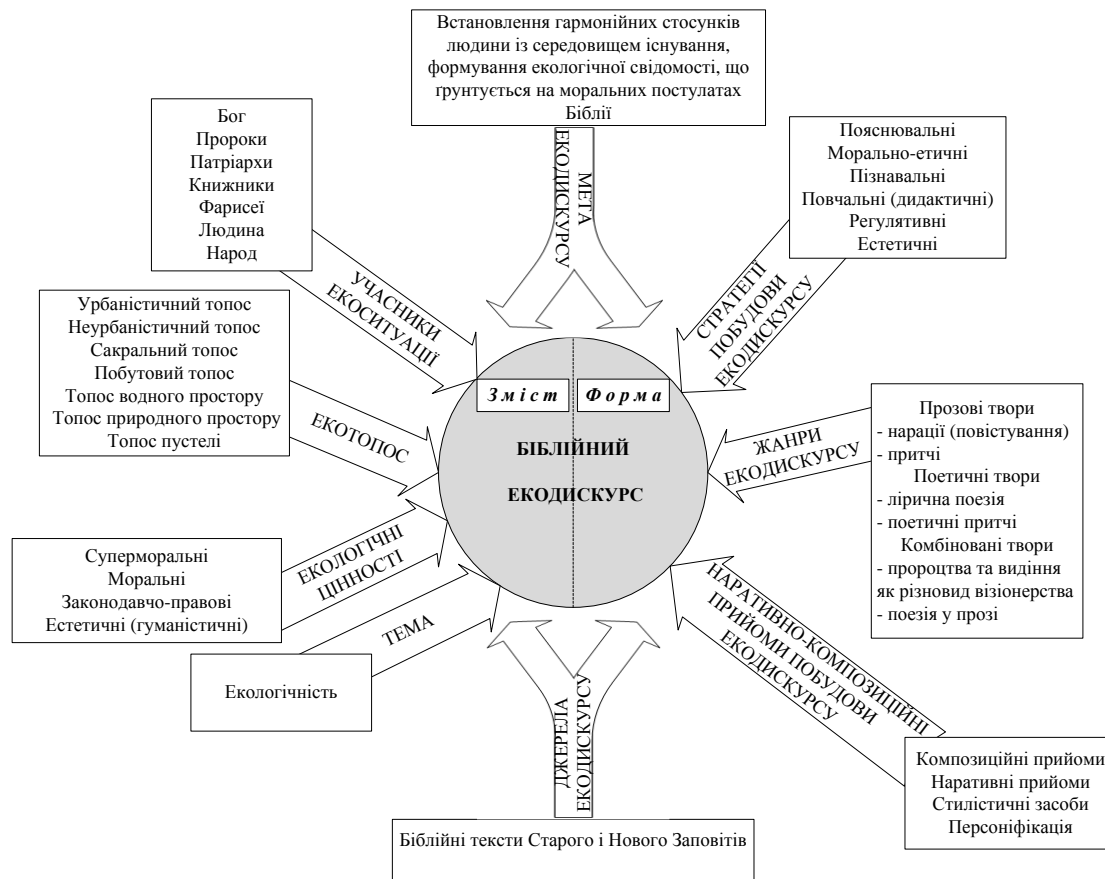 Встановлення гармонійних стосунків
людини із середовищем існування,
формування екологічної свідомості, що
ґрунтується на моральних постулатах
Біблії
Бог
Пророки
Патріархи
Книжники
Фарисеї
Людина
Народ
МЕТА
ЕКОДИСКУРСУ
Пояснювальні
Морально-етичні
Пізнавальні
Повчальні (дидактичні)
Регулятивні
Естетичні
УЧАСНИКИ
ЕКОСИТУАЦІЇ
СТРАТЕГІЇ
ПОБУДОВИ
ЕКОДИСКУРСУ
Урбаністичний топос
Неурбаністичний топос
Сакральний топос
Побутовий топос
Топос водного простору
Топос природного простору
Топос пустелі
ЕКОТОПОС
Зміст
Форма
БІБЛІЙНИЙ
ЕКОДИСКУРС
ЖАНРИ
ЕКОДИСКУРСУ
Прозові твори
- нарації (повістування)
- притчі
Поетичні твори
- лірична поезія
- поетичні притчі
Комбіновані твори
- пророцтва та видіння
як різновид візіонерства
- поезія у прозі
Суперморальні
Моральні
Законодавчо-правові
Естетичні (гуманістичні)
ЕКОЛОГІЧНІ
ЦІННОСТІ
ТЕМА
Екологічність
НАРАТИВНО-КОМПОЗИЦІЙНІ
ПРИЙОМИ ПОБУДОВИ
ЕКОДИСКУРСУ
ДЖЕРЕЛА
ЕКОДИСКУРСУ
Композиційні прийоми
Наративні прийоми
Стилістичні засоби
Персоніфікація
Біблійні тексти Старого і Нового Заповітів